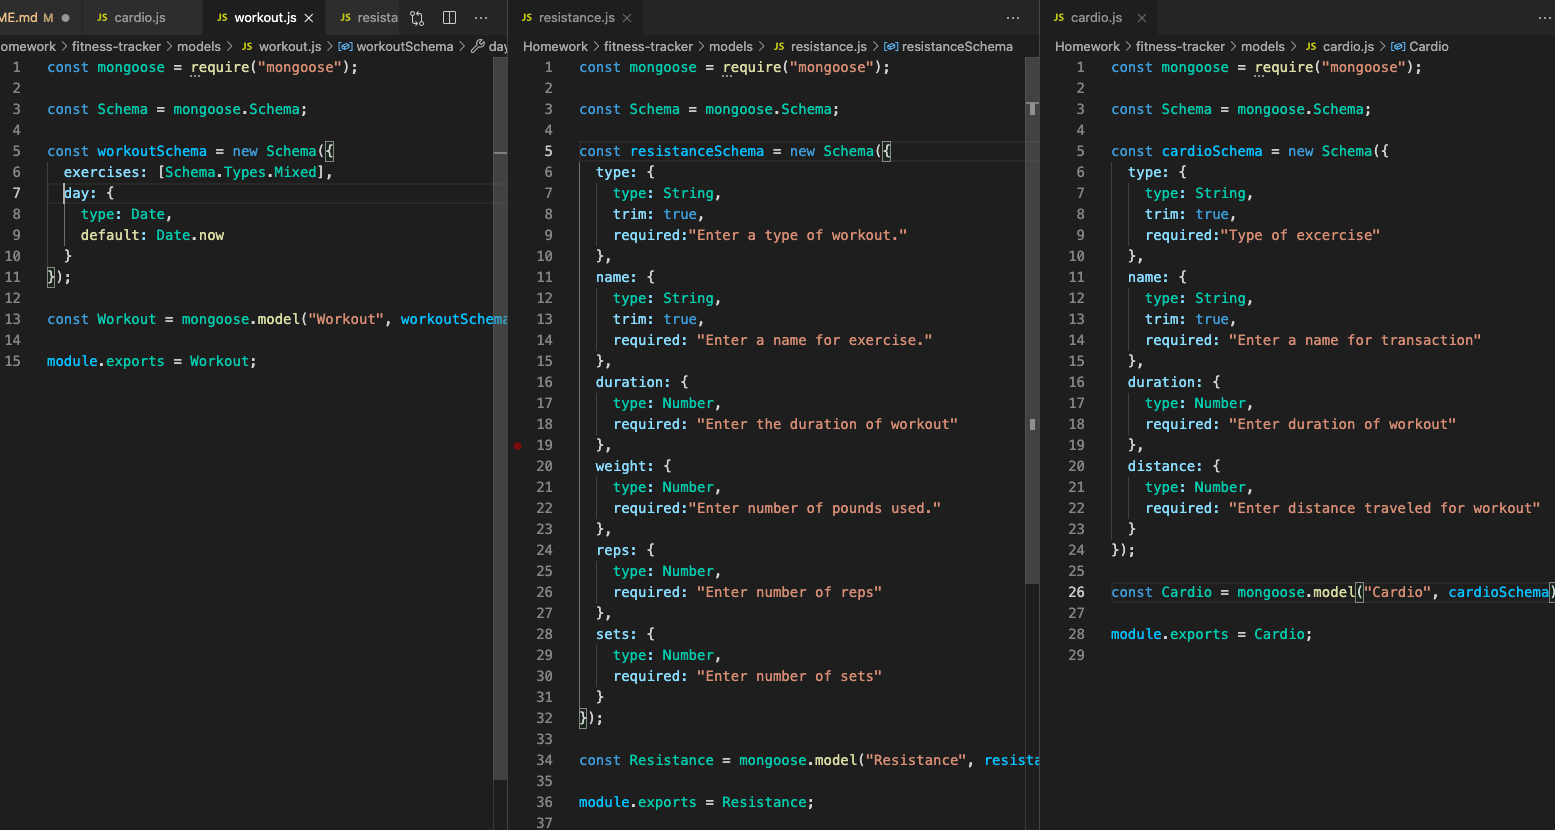 ME.md M ● JS cardio.js JS workout.js × JS resista ···
omework > fitness-tracker > models > JS workout.js > workoutSchema > day
1 const mongoose = require("mongoose");
2
3 const Schema = mongoose.Schema;
4
5 const workoutSchema = new Schema({
6 exercises: [Schema.Types.Mixed],
7 day: {
8 type: Date,
9 default: Date.now
10 }
11 });
12
13 const Workout = mongoose.model("Workout", workoutSchema
14
15 module.exports = Workout;
JS resistance.js × ···
Homework > fitness-tracker > models > JS resistance.js > resistanceSchema
1 const mongoose = require("mongoose");
2
3 const Schema = mongoose.Schema;
4
5 const resistanceSchema = new Schema({
6 type: {
7 type: String,
8 trim: true,
9 required:"Enter a type of workout."
10 },
11 name: {
12 type: String,
13 trim: true,
14 required: "Enter a name for exercise."
15 },
16 duration: {
17 type: Number,
18 required: "Enter the duration of workout"
19 },
20 weight: {
21 type: Number,
22 required:"Enter number of pounds used."
23 },
24 reps: {
25 type: Number,
26 required: "Enter number of reps"
27 },
28 sets: {
29 type: Number,
30 required: "Enter number of sets"
31 }
32 });
33
34 const Resistance = mongoose.model("Resistance", resista
35
36 module.exports = Resistance;
37
JS cardio.js × ···
Homework > fitness-tracker > models > JS cardio.js > Cardio
1 const mongoose = require("mongoose");
2
3 const Schema = mongoose.Schema;
4
5 const cardioSchema = new Schema({
6 type: {
7 type: String,
8 trim: true,
9 required:"Type of excercise"
10 },
11 name: {
12 type: String,
13 trim: true,
14 required: "Enter a name for transaction"
15 },
16 duration: {
17 type: Number,
18 required: "Enter duration of workout"
19 },
20 distance: {
21 type: Number,
22 required: "Enter distance traveled for workout"
23 }
24 });
25
26 const Cardio = mongoose.model("Cardio", cardioSchema)
27
28 module.exports = Cardio;
29